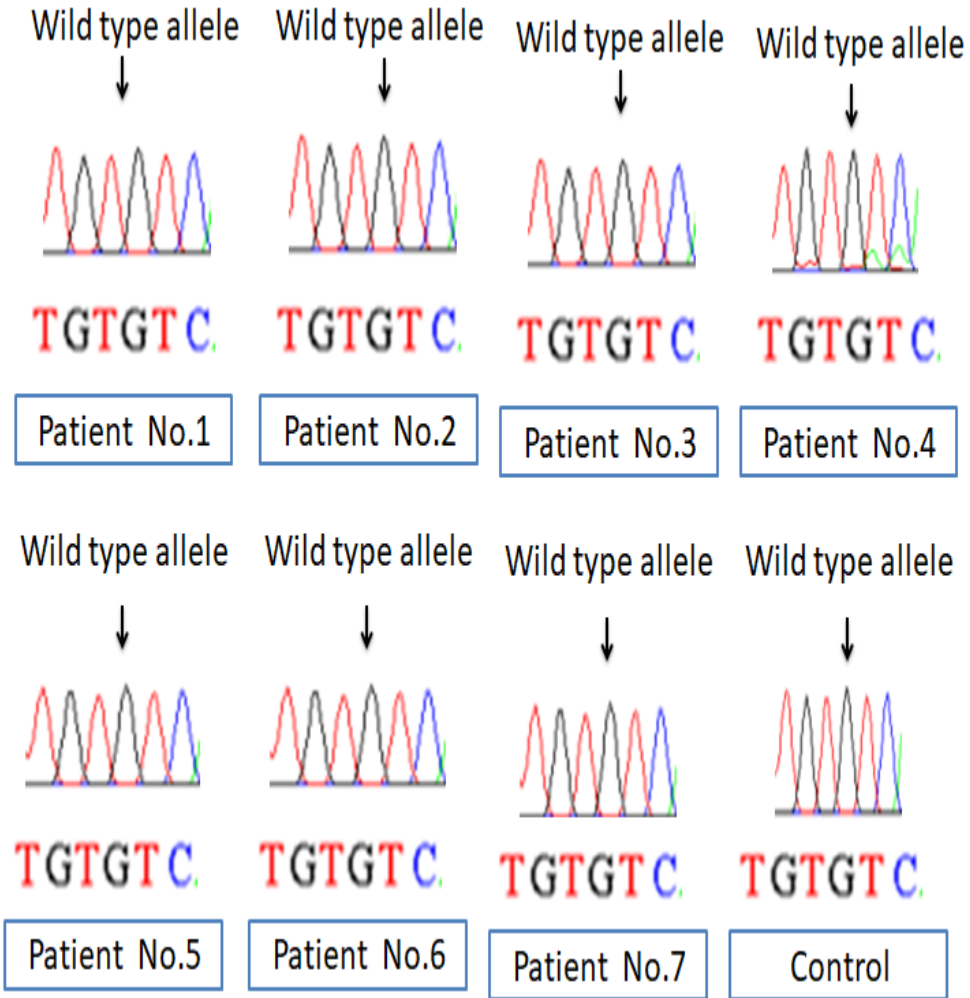 Wild type allele Wild type allele Wild type allele Wild type allele
TGTGTC TGTGTC TGTGTC TGTGTC
Patient No.1 Patient No.2 Patient No.3 Patient No.4
Wild type allele Wild type allele Wild type allele Wild type allele
TGTGTC TGTGTC TGTGTC TGTGTC
Patient No.5 Patient No.6 Patient No.7 Control